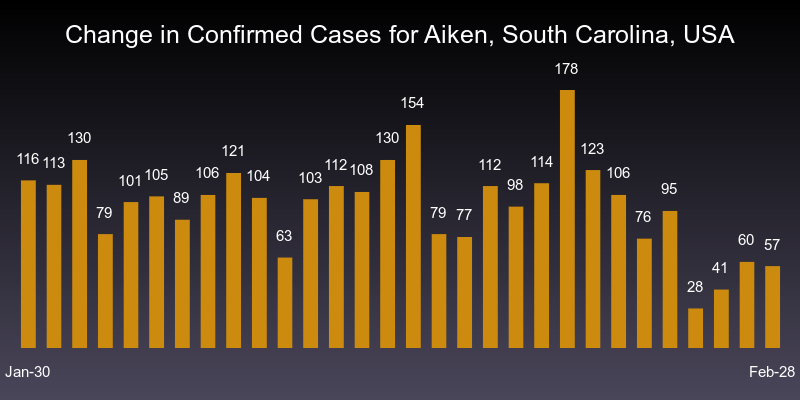 Change in Confirmed Cases for Aiken, South Carolina, USA
116 113 130 79 101 105 89 106 121 104 63 103 112 108 130 154 79 77 112 98 114 178 123 106 76 95 28 41 60 57
Jan-30 Feb-28